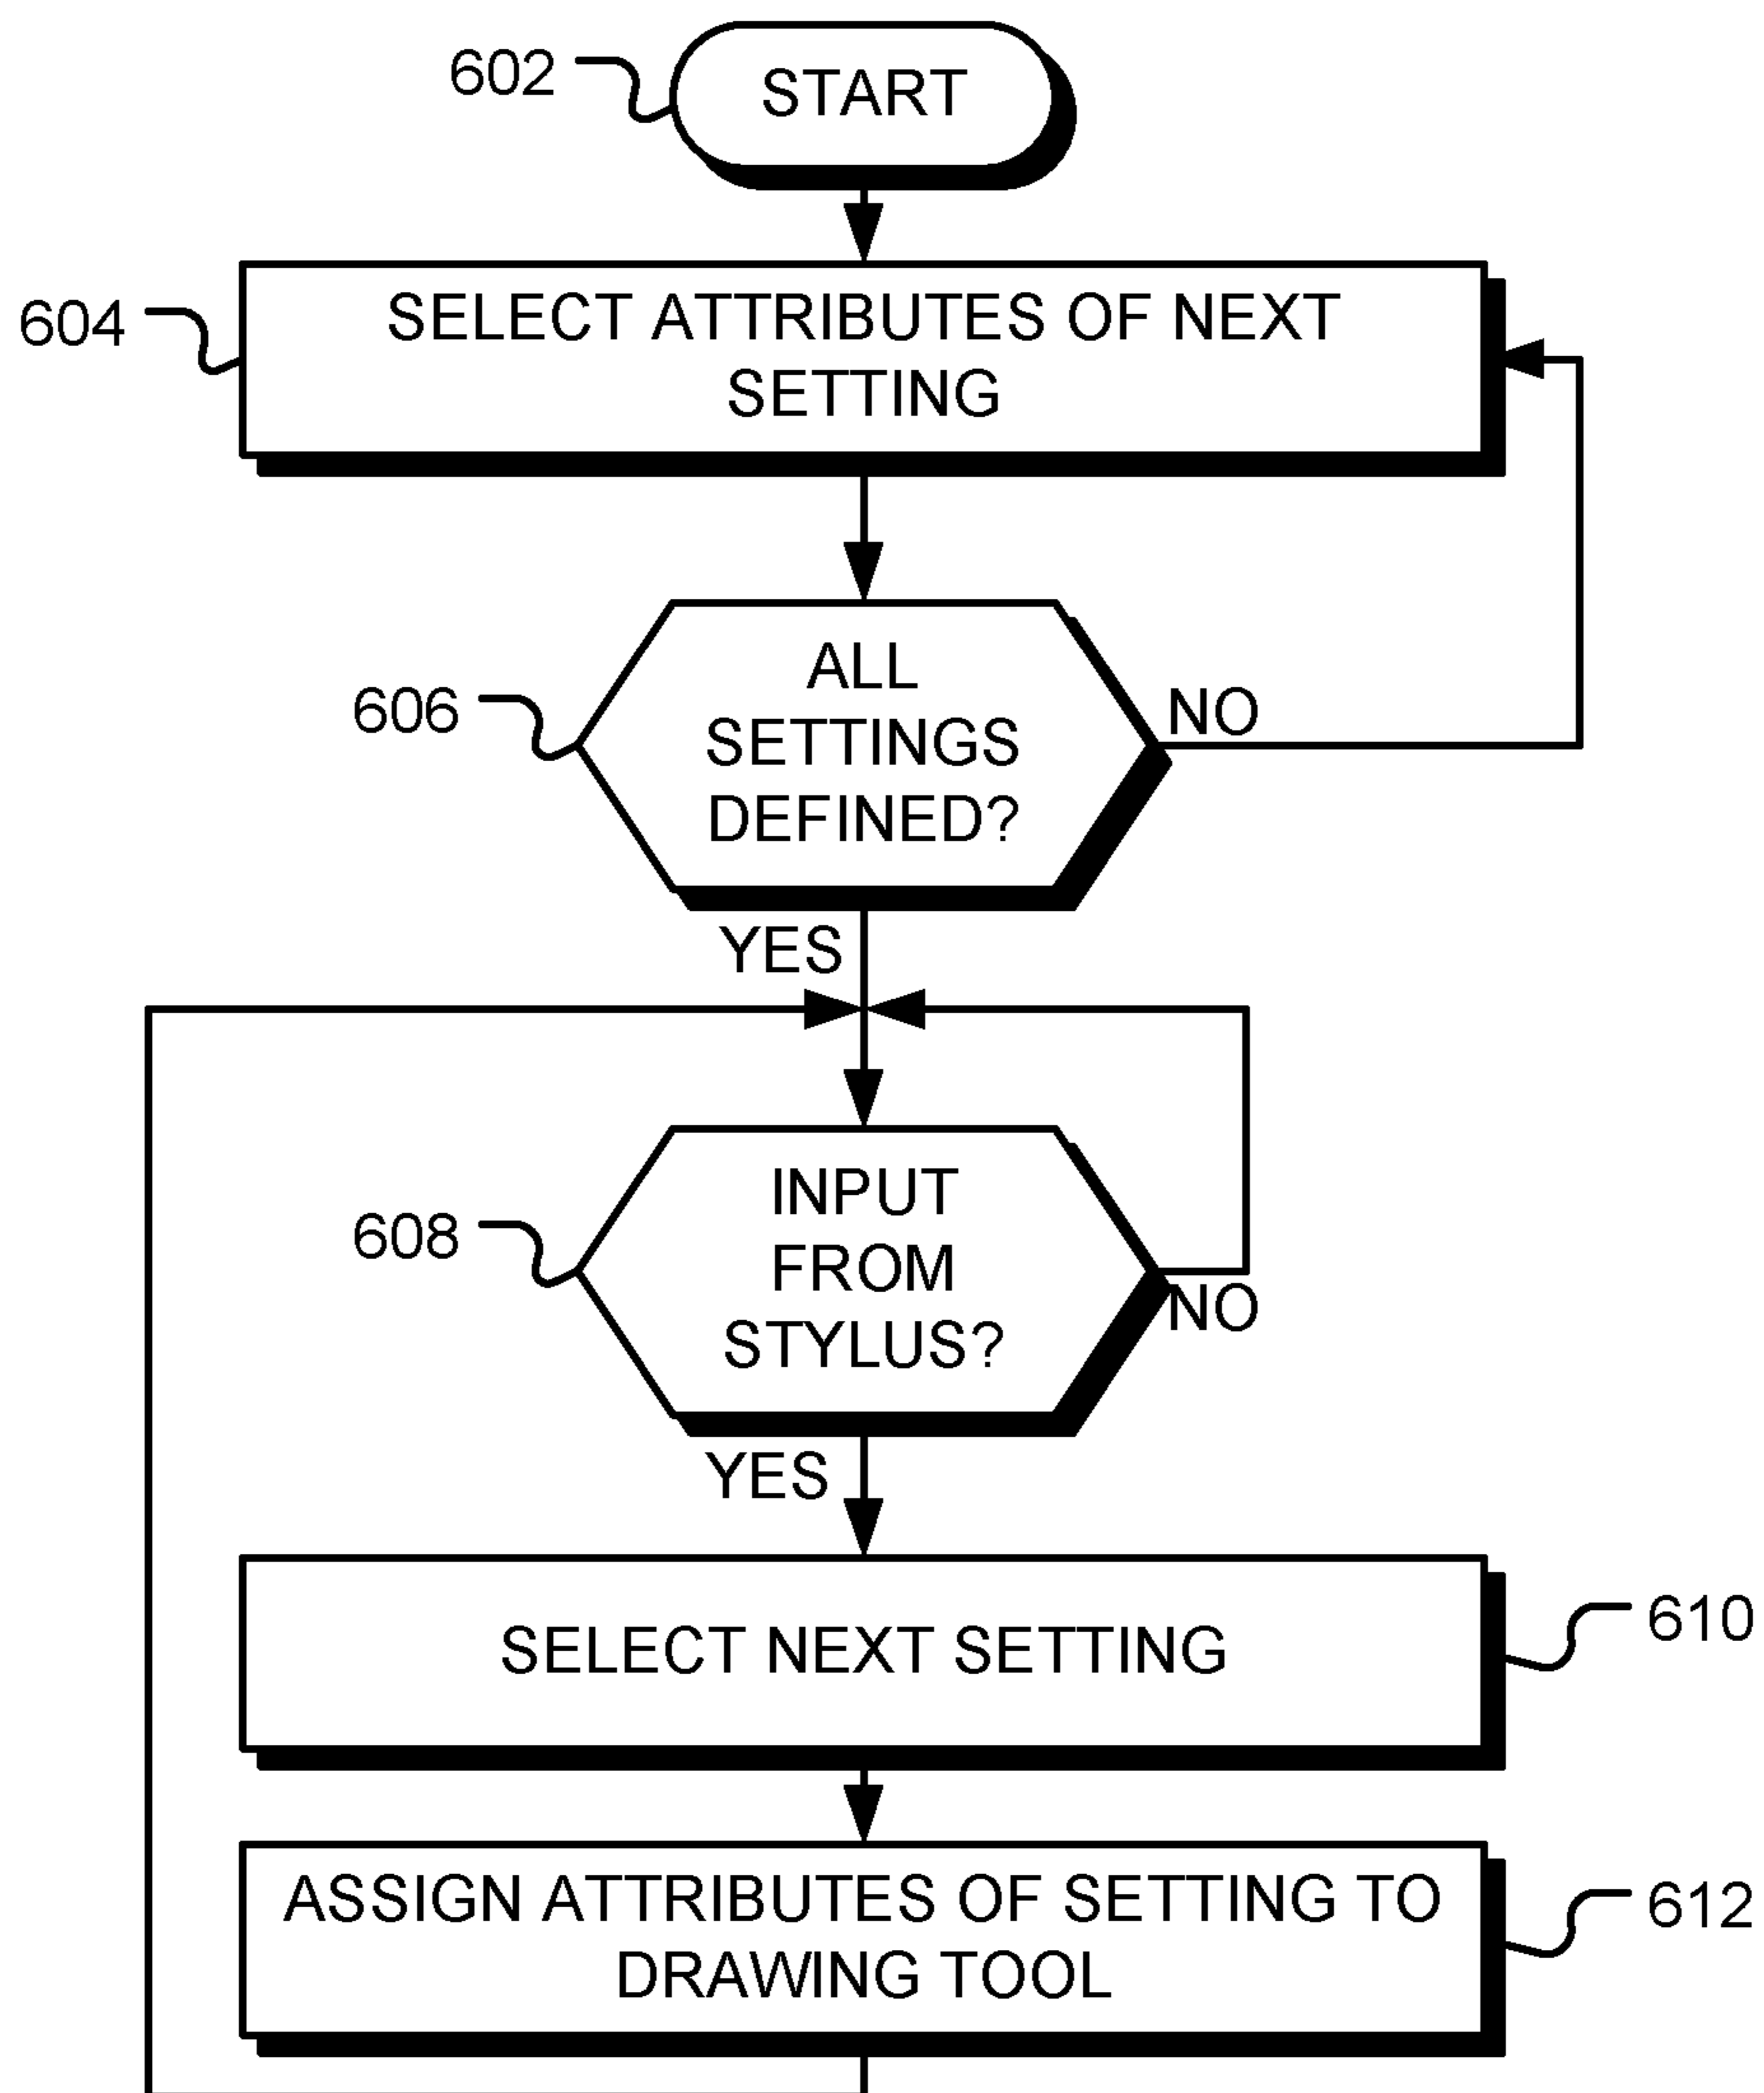 602
START
604
SELECT ATTRIBUTES OF NEXT
SETTING
606
ALL
SETTINGS
DEFINED?
NO
YES
608
INPUT
FROM
STYLUS?
NO
YES
SELECT NEXT SETTING
610
ASSIGN ATTRIBUTES OF SETTING TO
DRAWING TOOL
612